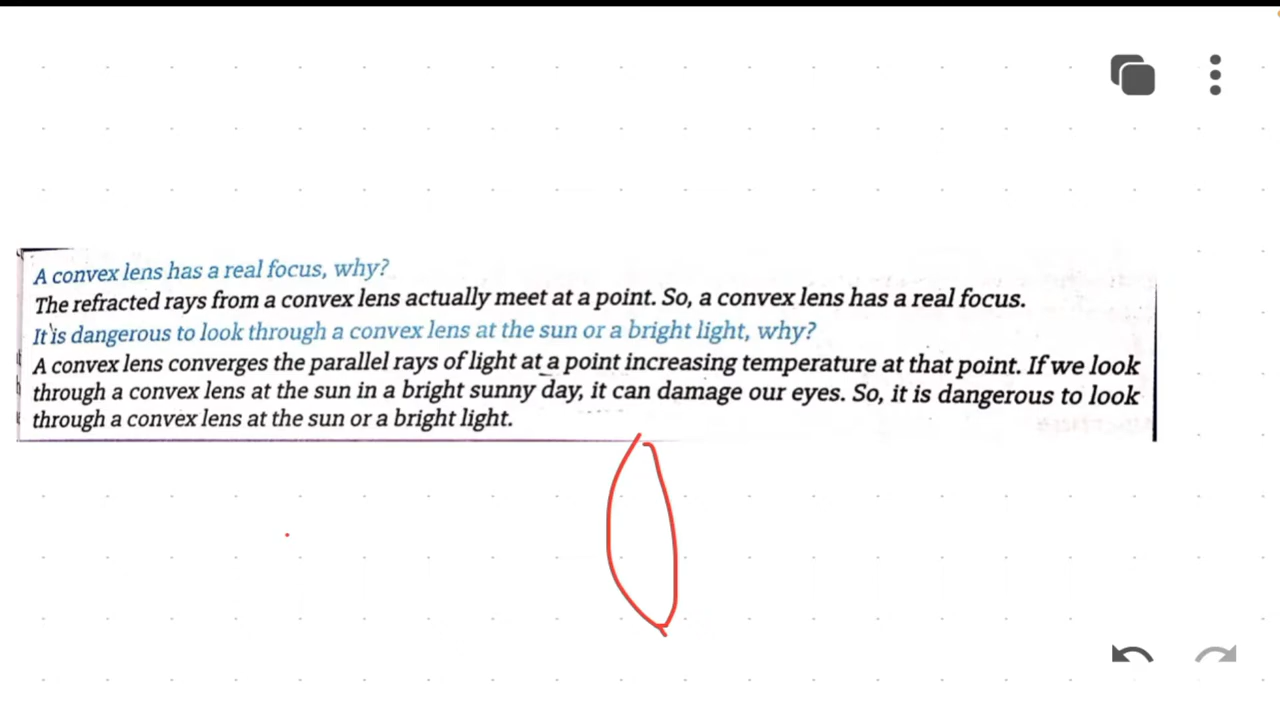 A convex lens has a real focus, why?
The refracted rays from a convex lens actually meet at a point. So, a convex lens has a real focus.
It is dangerous to look through a convex lens at the sun or a bright light, why?
A convex lens converges the parallel rays of light at a point increasing temperature at that point. If we look
through a convex lens at the sun in a bright sunny day, it can damage our eyes. So, it is dangerous to look
through a convex lens at the sun or a bright light.